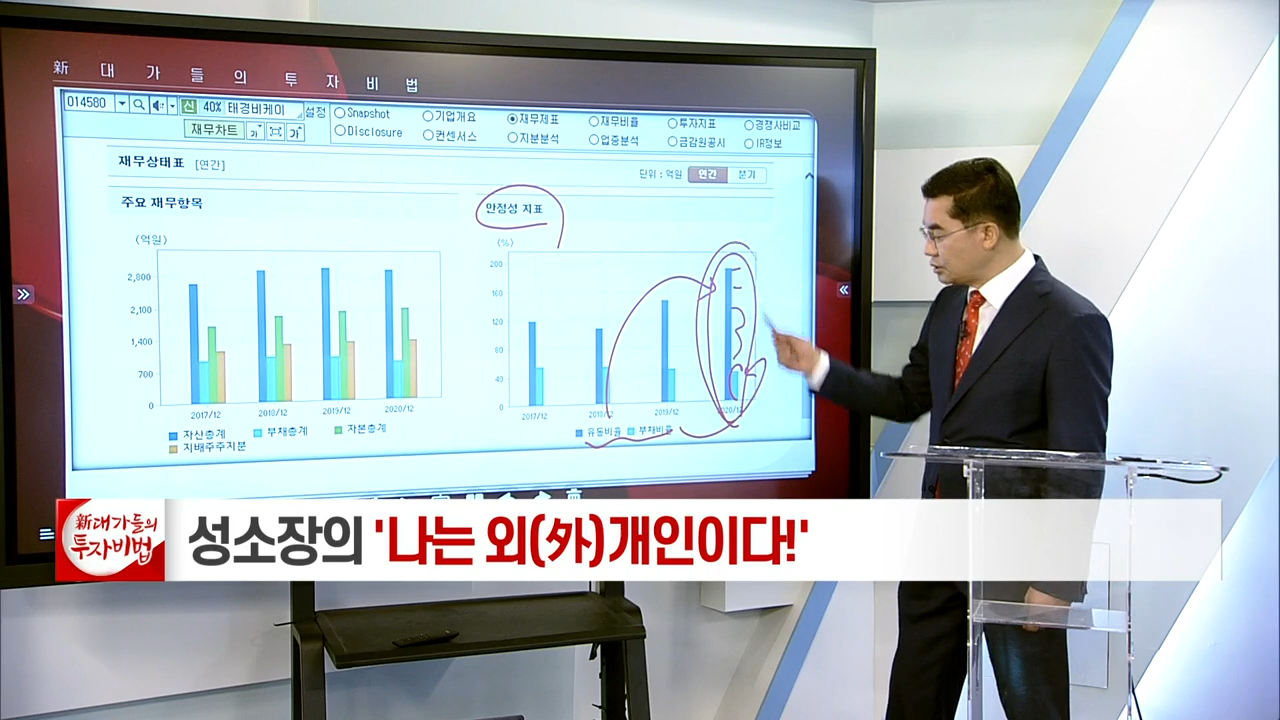 新 대가들의 투자비법
014580 신 40% 태경비케이 설정
Snapshot 기업개요 재무제표 재무비율 투자지표 경쟁사비교
재무차트 가 가 Disclosure 컨센서스 지분분석 업종분석 금감원공시 IR정보
재무상태표 [연간] 단위 : 억원 연간 분기
주요 재무항목
(억원)
2,800
2,100
1,400
700
0
2017/12 2018/12 2019/12 2020/12
자산총계 부채총계 자본총계
지배주주지분
안정성 지표
(%)
200
160
120
80
40
0
2017/12 2018/12 2019/12 2020/12
유동비율 부채비율
新대가들의
투자비법
성소장의 '나는 외(外)개인이다!'